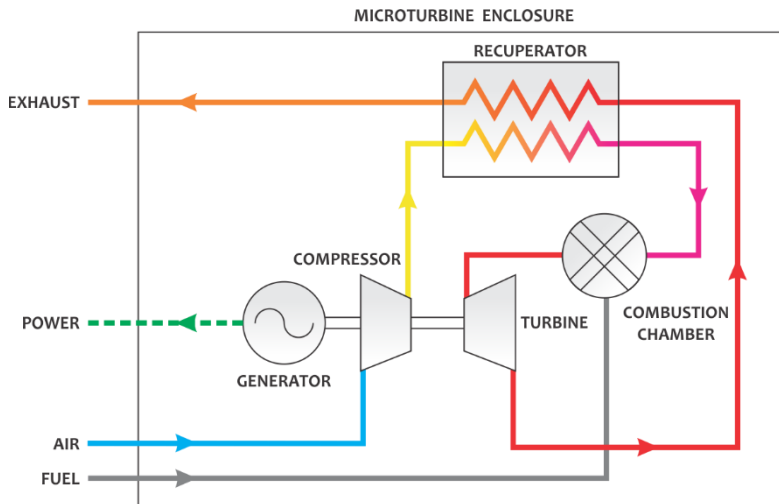 MICROTURBINE ENCLOSURE
RECUPERATOR
EXHAUST
COMPRESSOR
POWER
TURBINE
COMBUSTION
CHAMBER
GENERATOR
AIR
FUEL